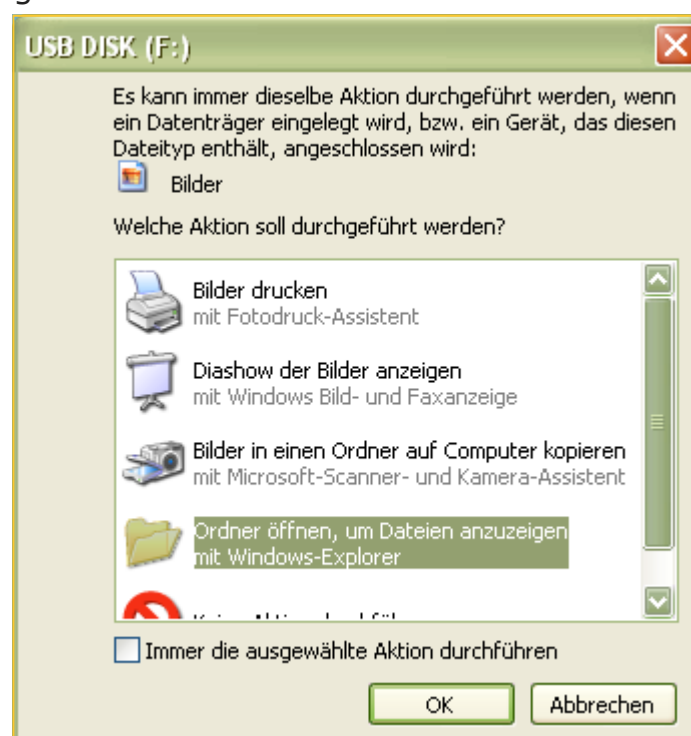 USB DISK (F:)
Es kann immer dieselbe Aktion durchgeführt werden, wenn
ein Datenträger eingelegt wird, bzw. ein Gerät, das diesen
Dateityp enthält, angeschlossen wird:
Bilder
Welche Aktion soll durchgeführt werden?
Bilder drucken
mit Fotodruck-Assistent
Diashow der Bilder anzeigen
mit Windows Bild- und Faxanzeige
Bilder in einen Ordner auf Computer kopieren
mit Microsoft-Scanner- und Kamera-Assistent
Ordner öffnen, um Dateien anzuzeigen
mit Windows-Explorer
Immer die ausgewählte Aktion durchführen
OK
Abbrechen